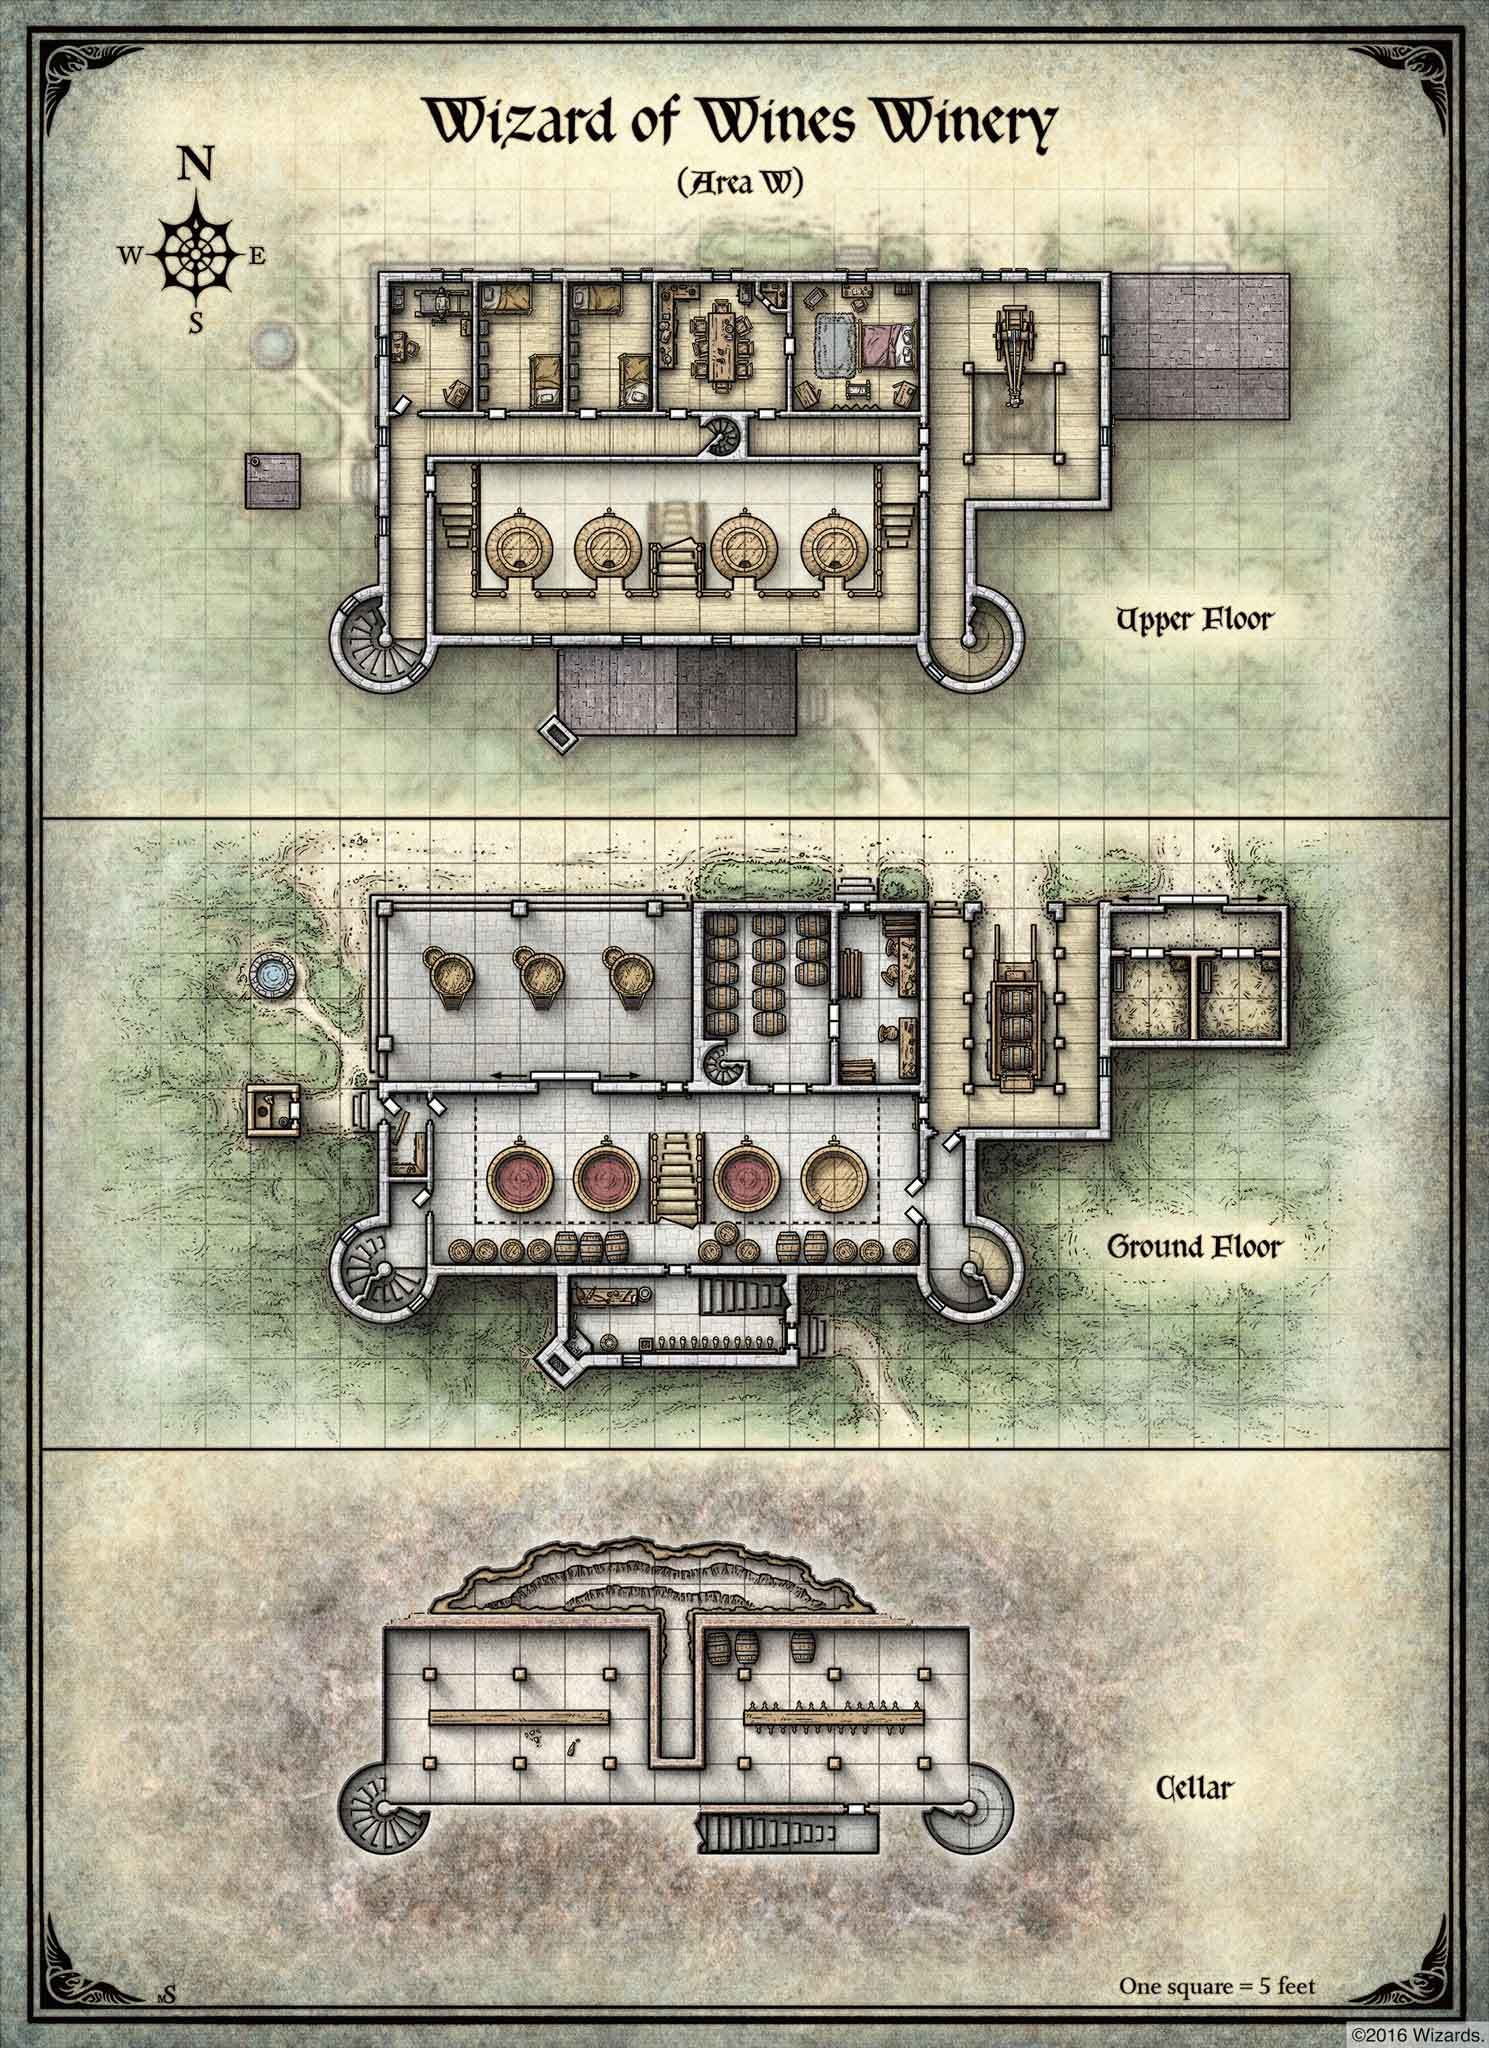 Wizard of Wines Winery
(Area W)
N
W E
S
Upper Floor
Ground Floor
Cellar
MS
One square = 5 feet
©2016 Wizards.